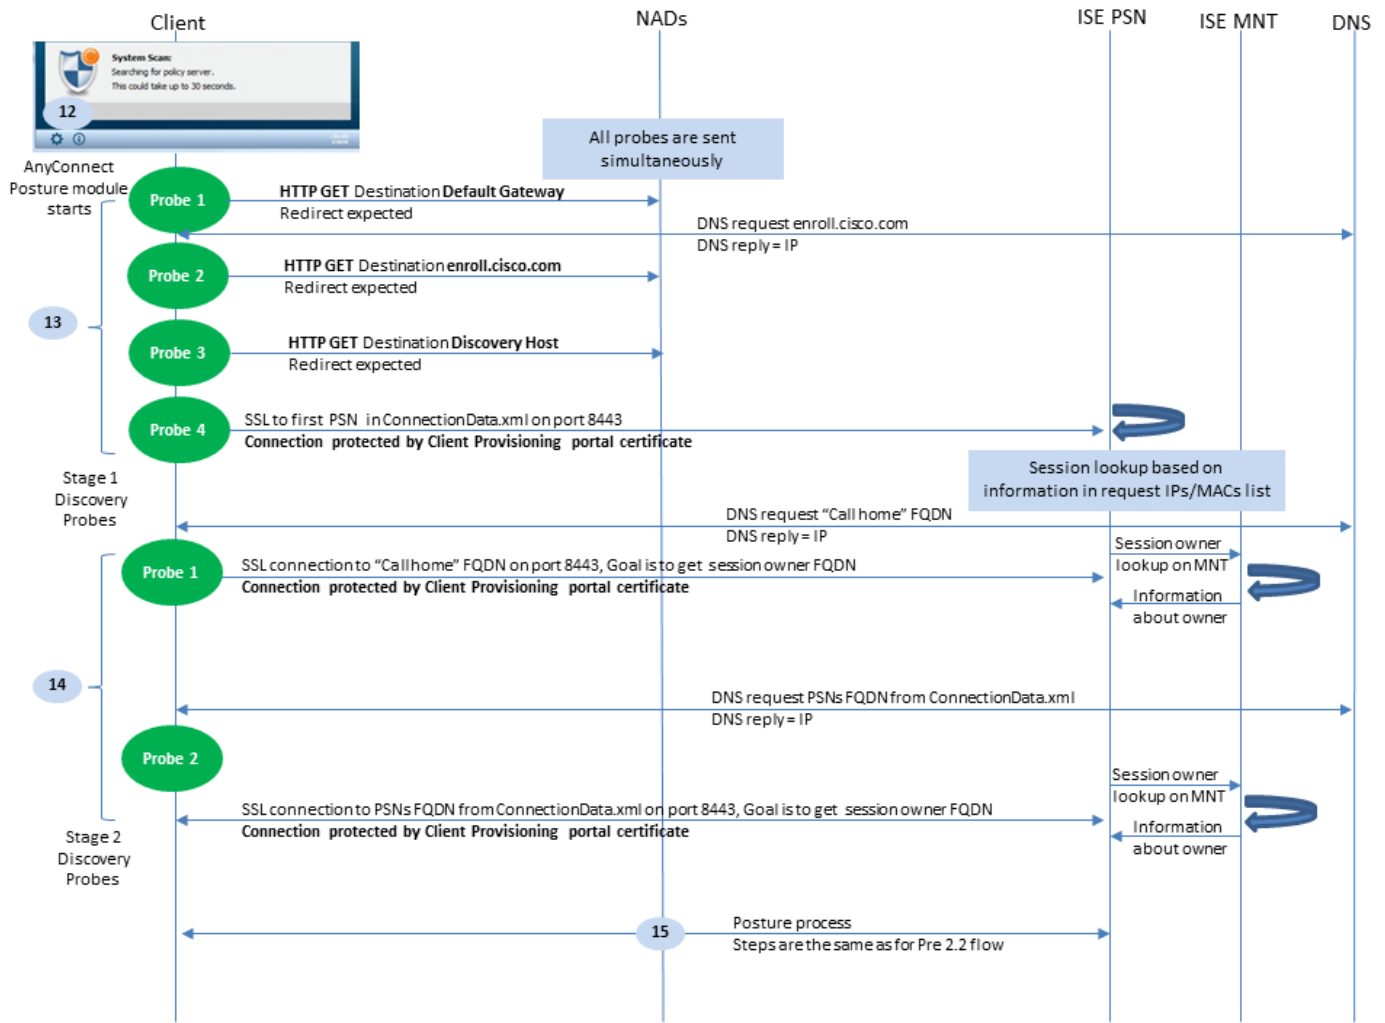 Client
NADs
ISE PSN
ISE MNT
DNS
System Scan:
Searching for policy server.
This could take up to 30 seconds.
12
All probes are sent
simultaneously
AnyConnect
Posture module
starts
Probe 1
HTTP GET Destination Default Gateway
Redirect expected
DNS request enroll.cisco.com
DNS reply = IP
Probe 2
HTTP GET Destination enroll.cisco.com
Redirect expected
13
Probe 3
HTTP GET Destination Discovery Host
Redirect expected
Probe 4
SSL to first PSN in ConnectionData.xml on port 8443
Connection protected by Client Provisioning portal certificate
Session lookup based on
information in request IPs/MACs list
Stage 1
Discovery
Probes
DNS request “Call home” FQDN
DNS reply = IP
Probe 1
SSL connection to “Call home” FQDN on port 8443, Goal is to get session owner FQDN
Connection protected by Client Provisioning portal certificate
Session owner
lookup on MNT
Information
about owner
14
DNS request PSNs FQDN from ConnectionData.xml
DNS reply = IP
Probe 2
Session owner
lookup on MNT
SSL connection to PSNs FQDN from ConnectionData.xml on port 8443, Goal is to get session owner FQDN
Connection protected by Client Provisioning portal certificate
Information
about owner
Stage 2
Discovery
Probes
15
Posture process
Steps are the same as for Pre 2.2 flow